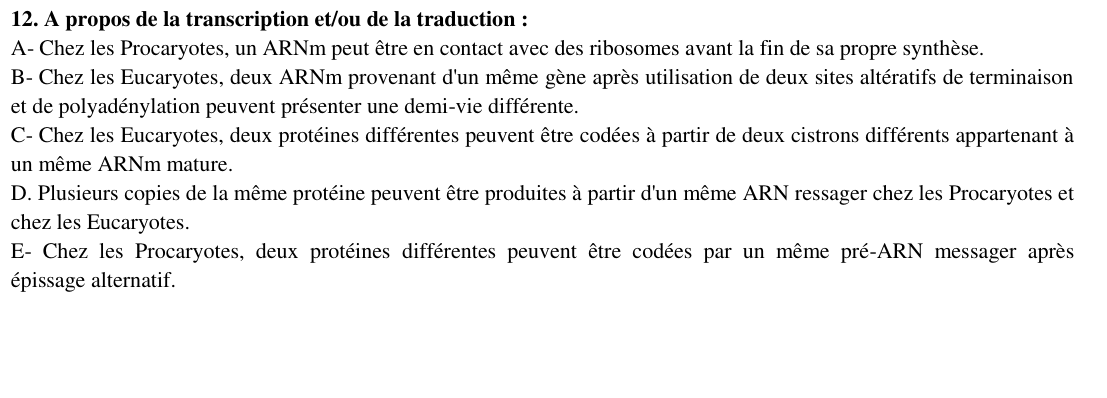 12. A propos de la transcription et/ou de la traduction :
A- Chez les Procaryotes, un ARNm peut être en contact avec des ribosomes avant la fin de sa propre synthèse.
B- Chez les Eucaryotes, deux ARNm provenant d'un même gène après utilisation de deux sites altératifs de terminaison
et de polyadénylation peuvent présenter une demi-vie différente.
C- Chez les Eucaryotes, deux protéines différentes peuvent être codées à partir de deux cistrons différents appartenant à
un même ARNm mature.
D. Plusieurs copies de la même protéine peuvent être produites à partir d'un même ARN ressager chez les Procaryotes et
chez les Eucaryotes.
E- Chez les Procaryotes, deux protéines différentes peuvent être codées par un même pré-ARN messager après
épissage alternatif.